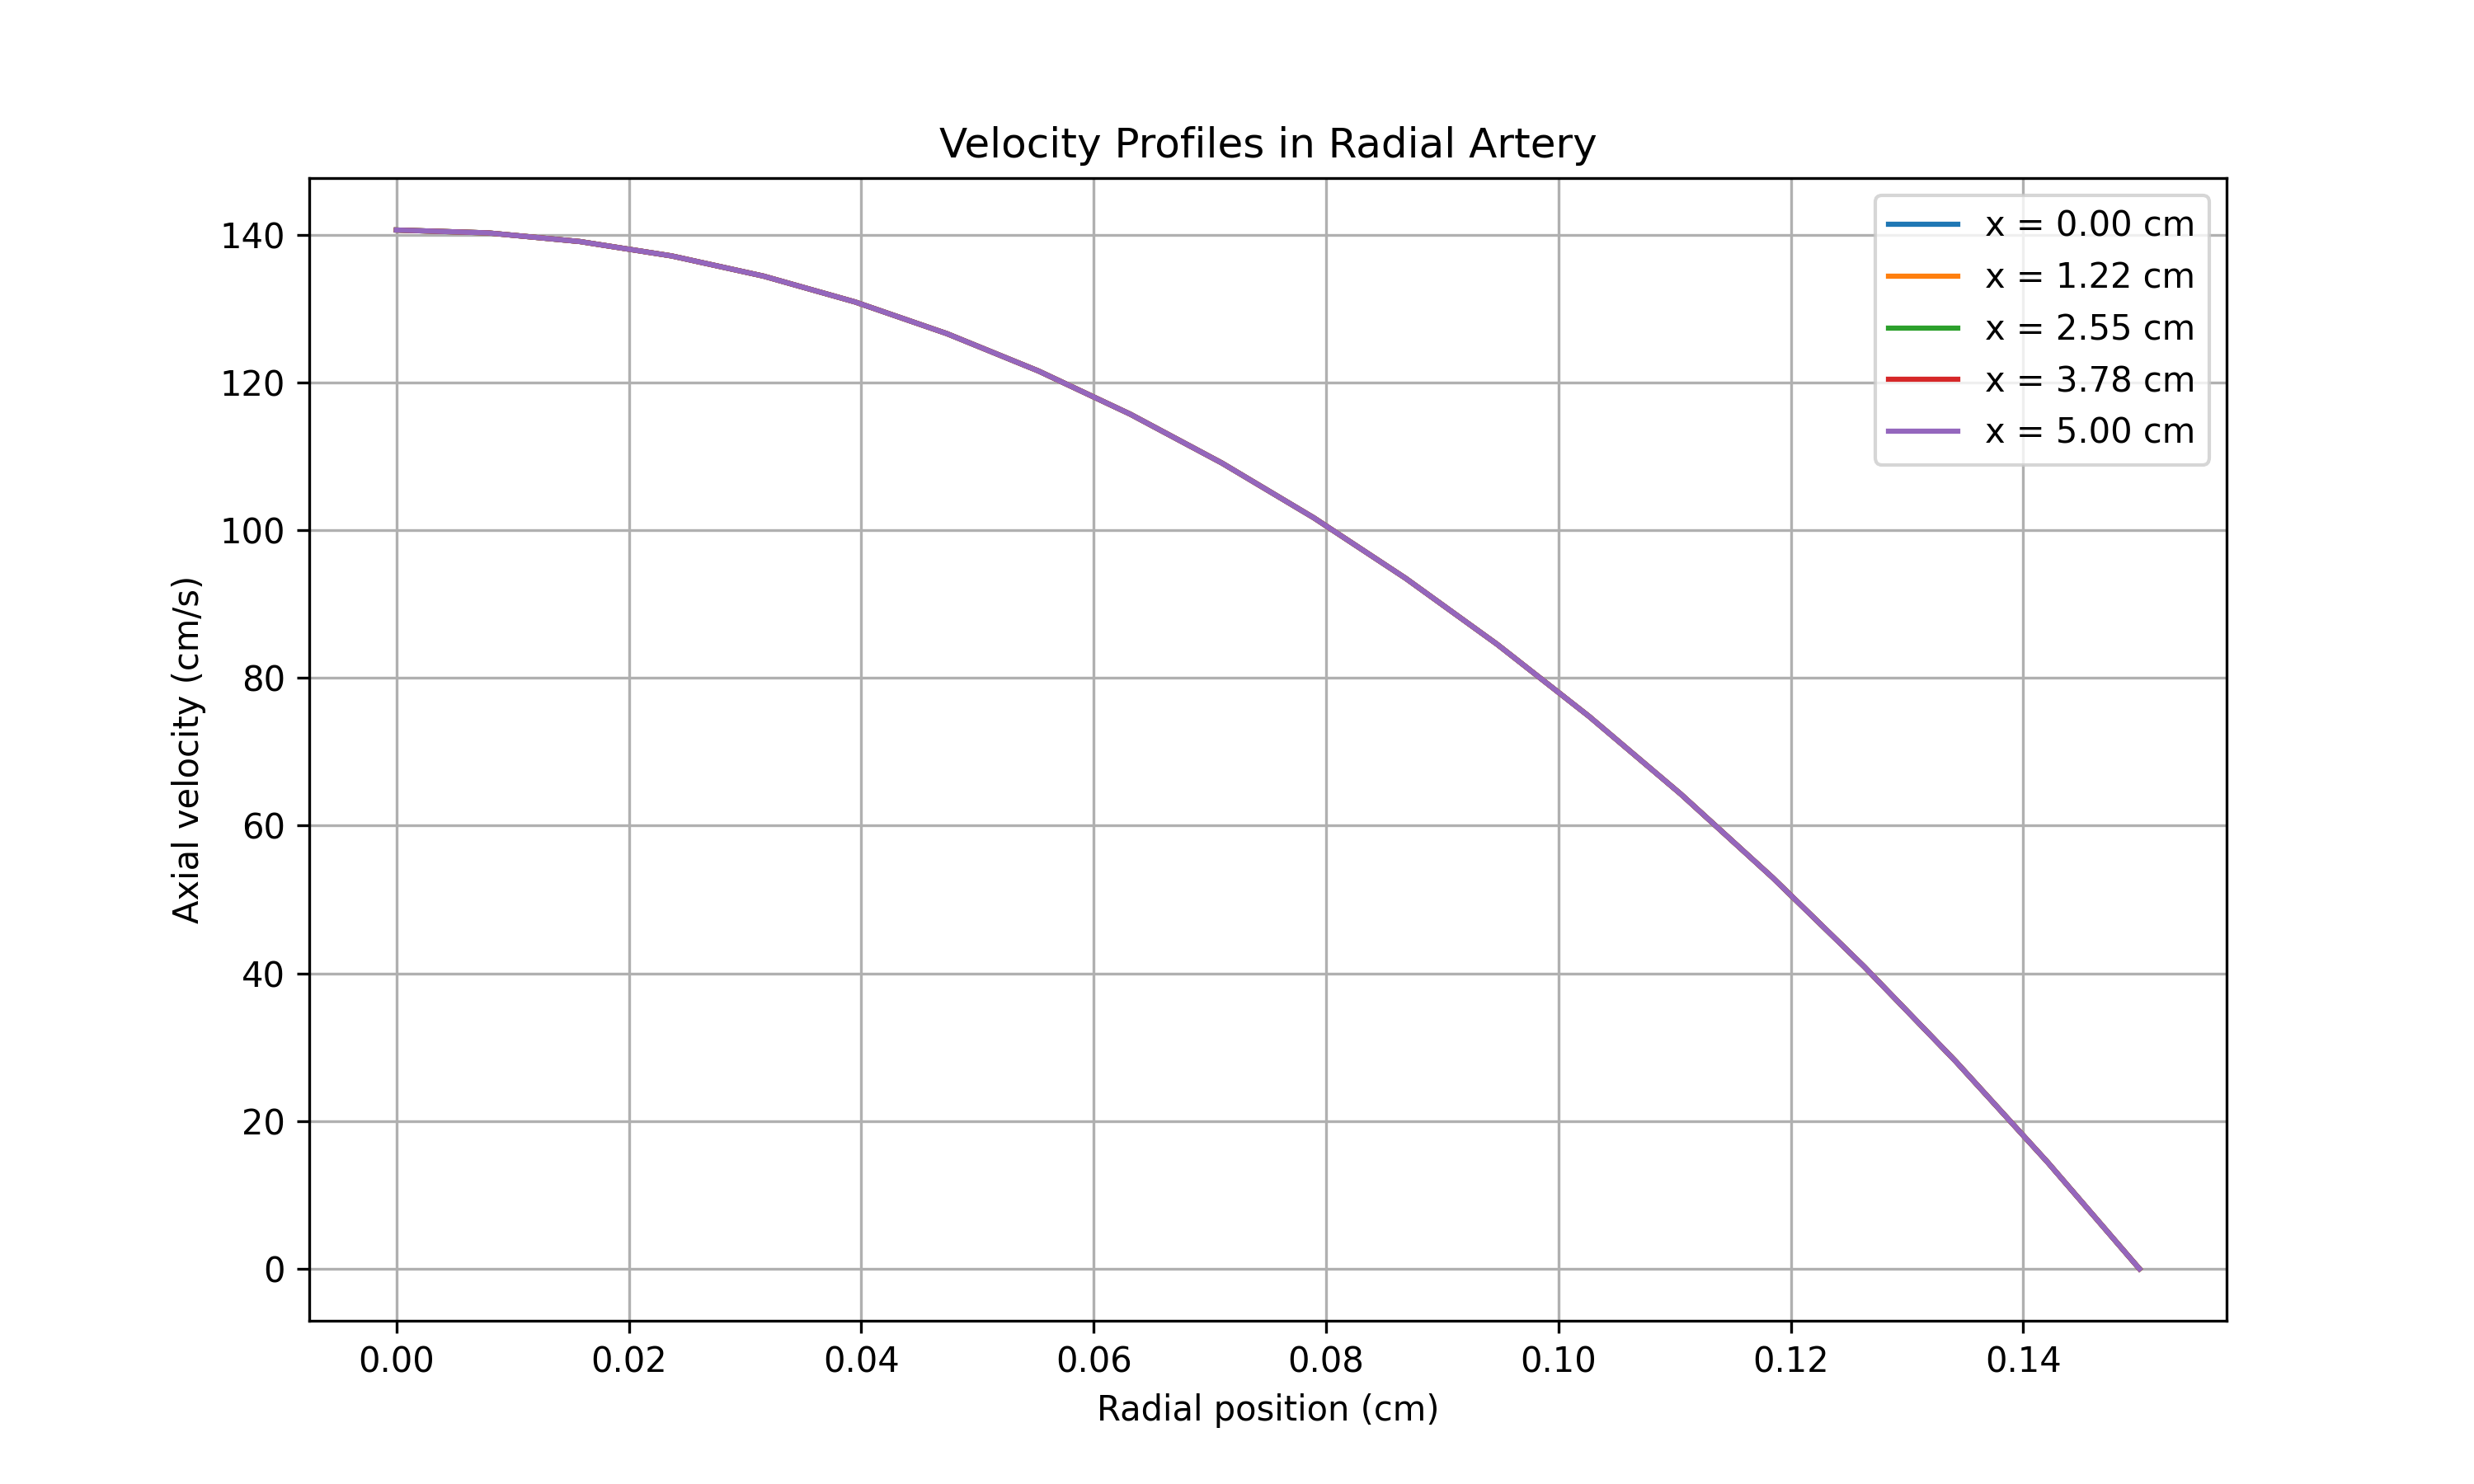 Velocity Profiles in Radial Artery
x = 0.00 cm
x = 1.22 cm
x = 2.55 cm
x = 3.78 cm
x = 5.00 cm
140
120
100
80
60
40
20
0
Axial velocity (cm/s)
0.00 0.02 0.04 0.06 0.08 0.10 0.12 0.14
Radial position (cm)